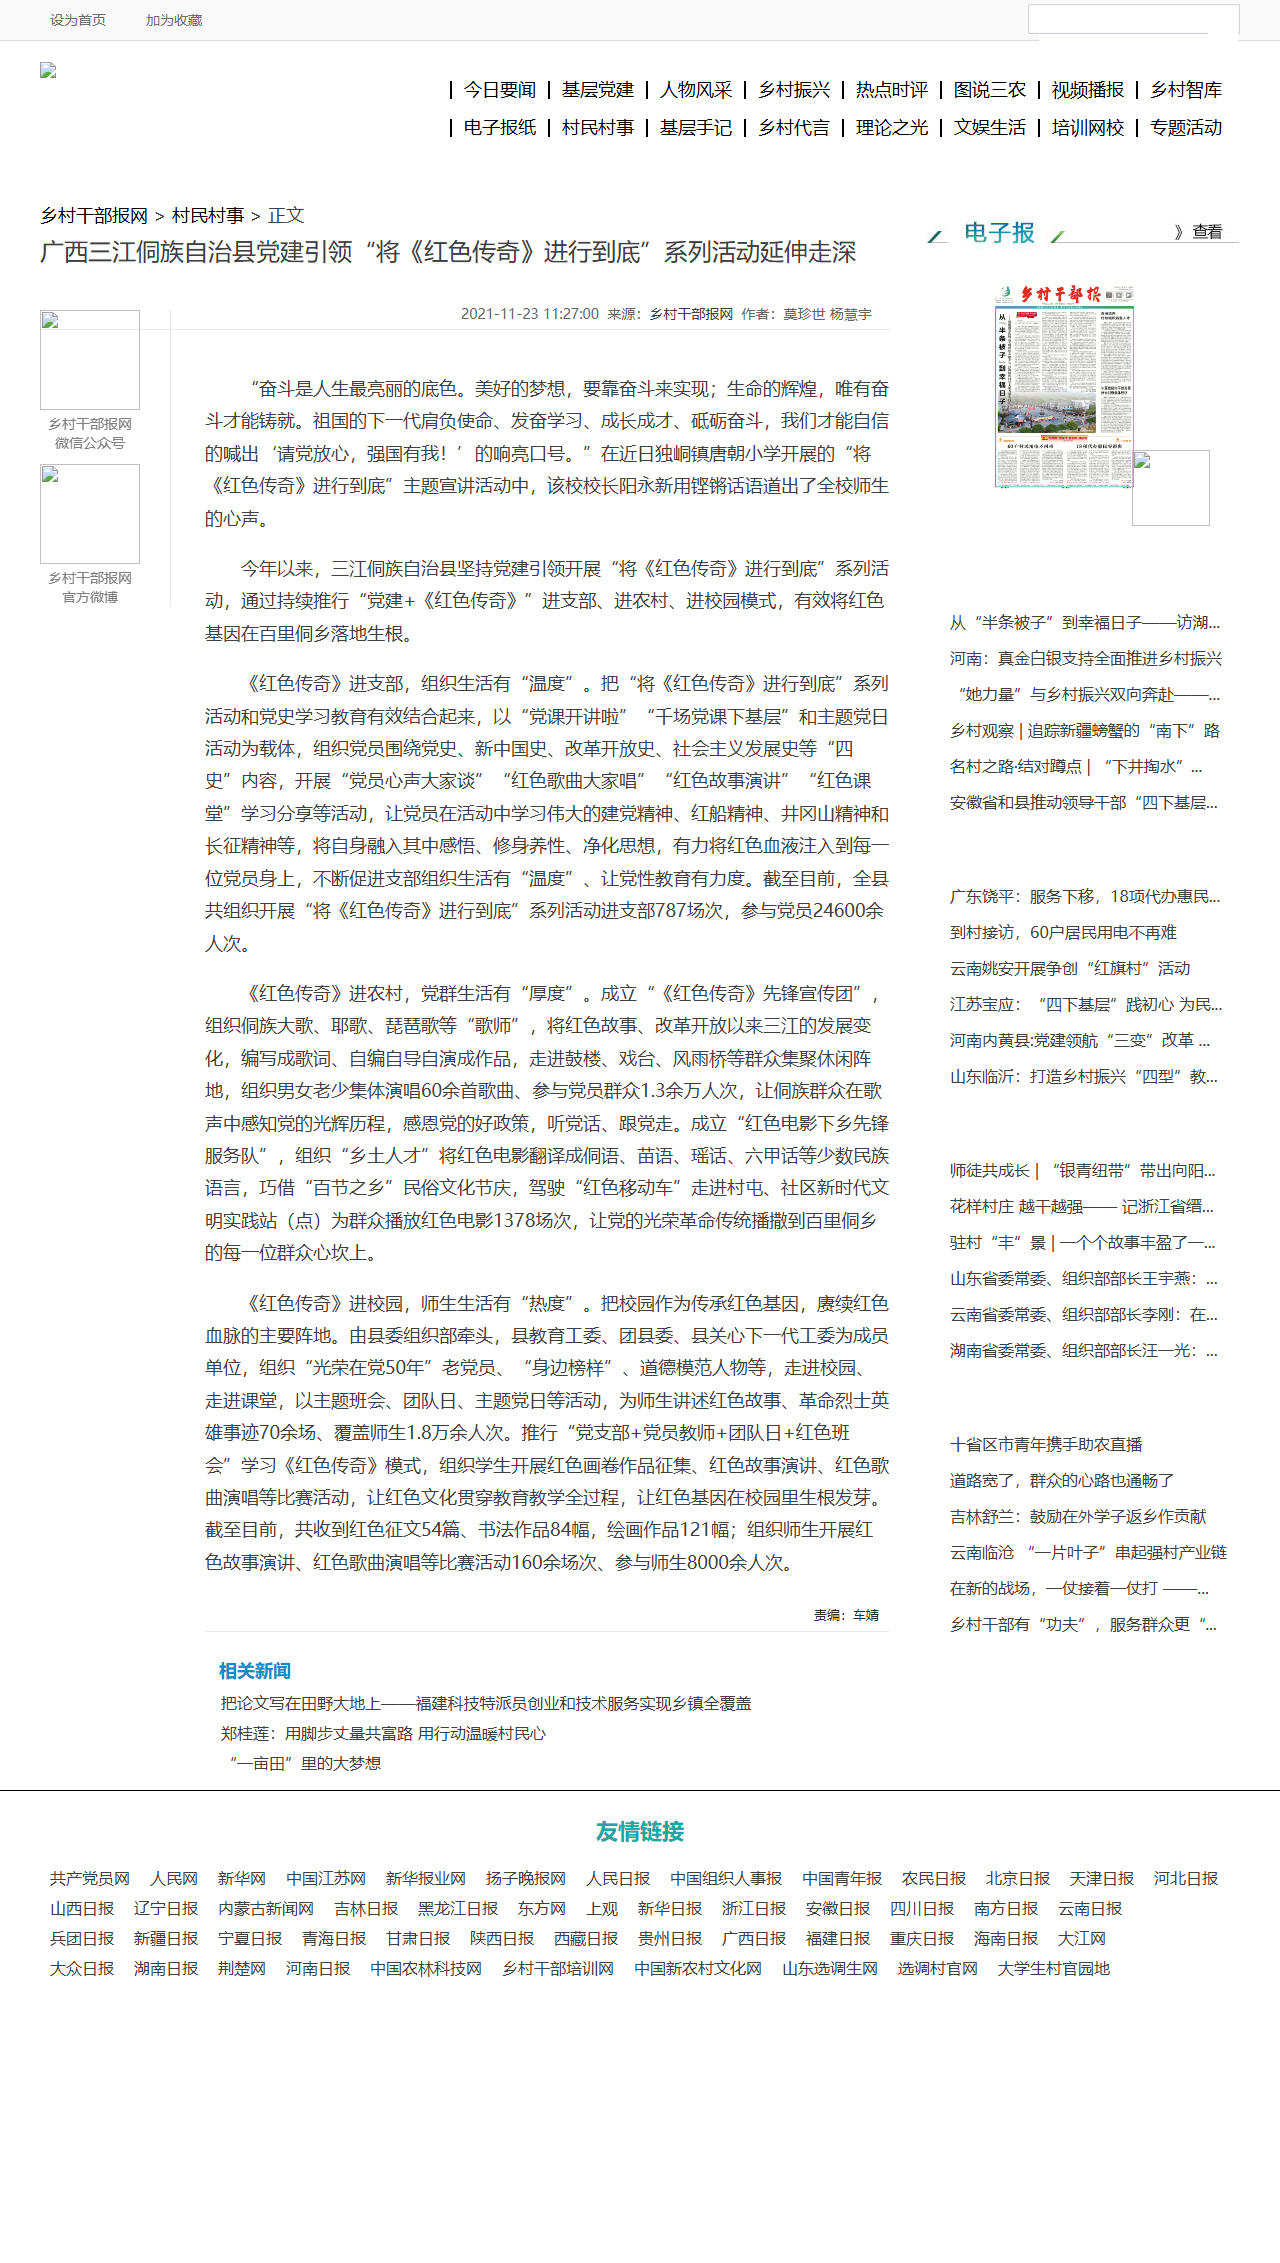 设为首页 加为收藏
今日要闻 基层党建 人物风采 乡村振兴 热点时评 图说三农 视频播报 乡村智库
电子报纸 村民村事 基层手记 乡村代言 理论之光 文娱生活 培训网校 专题活动
乡村干部报网 > 村民村事 > 正文
广西三江侗族自治县党建引领“将《红色传奇》进行到底”系列活动延伸走深
2021-11-23 11:27:00 来源：乡村干部报网 作者：莫珍世 杨慧宇
乡村干部报网
微信公众号
乡村干部报网
官方微博
“奋斗是人生最亮丽的底色。美好的梦想，要靠奋斗来实现；生命的辉煌，唯有奋
斗才能铸就。祖国的下一代肩负使命、发奋学习、成长成才、砥砺奋斗，我们才能自信
的喊出‘请党放心，强国有我！’的响亮口号。”在近日独峒镇唐朝小学开展的“将
《红色传奇》进行到底”主题宣讲活动中，该校校长阳永新用铿锵话语道出了全校师生
的心声。
今年以来，三江侗族自治县坚持党建引领开展“将《红色传奇》进行到底”系列活
动，通过持续推行“党建+《红色传奇》”进支部、进农村、进校园模式，有效将红色
基因在百里侗乡落地生根。
《红色传奇》进支部，组织生活有“温度”。把“将《红色传奇》进行到底”系列
活动和党史学习教育有效结合起来，以“党课开讲啦”“千场党课下基层”和主题党日
活动为载体，组织党员围绕党史、新中国史、改革开放史、社会主义发展史等“四
史”内容，开展“党员心声大家谈”“红色歌曲大家唱”“红色故事演讲”“红色课
堂”学习分享等活动，让党员在活动中学习伟大的建党精神、红船精神、井冈山精神和
长征精神等，将自身融入其中感悟、修身养性、净化思想，有力将红色血液注入到每一
位党员身上，不断促进支部组织生活有“温度”、让党性教育有力度。截至目前，全县
共组织开展“将《红色传奇》进行到底”系列活动进支部787场次，参与党员24600余
人次。
《红色传奇》进农村，党群生活有“厚度”。成立“《红色传奇》先锋宣传团”，
组织侗族大歌、耶歌、琵琶歌等“歌师”，将红色故事、改革开放以来三江的发展变
化，编写成歌词、自编自导自演成作品，走进鼓楼、戏台、风雨桥等群众集聚休闲阵
地，组织男女老少集体演唱60余首歌曲、参与党员群众1.3余万人次，让侗族群众在歌
声中感知党的光辉历程，感恩党的好政策，听党话、跟党走。成立“红色电影下乡先锋
服务队”，组织“乡土人才”将红色电影翻译成侗语、苗语、瑶话、六甲话等少数民族
语言，巧借“百节之乡”民俗文化节庆，驾驶“红色移动车”走进村屯、社区新时代文
明实践站（点）为群众播放红色电影1378场次，让党的光荣革命传统播撒到百里侗乡
的每一位群众心坎上。
《红色传奇》进校园，师生生活有“热度”。把校园作为传承红色基因，赓续红色
血脉的主要阵地。由县委组织部牵头，县教育工委、团县委、县关心下一代工委为成员
单位，组织“光荣在党50年”老党员、“身边榜样”、道德模范人物等，走进校园、
走进课堂，以主题班会、团队日、主题党日等活动，为师生讲述红色故事、革命烈士英
雄事迹70余场、覆盖师生1.8万余人次。推行“党支部+党员教师+团队日+红色班
会”学习《红色传奇》模式，组织学生开展红色画卷作品征集、红色故事演讲、红色歌
曲演唱等比赛活动，让红色文化贯穿教育教学全过程，让红色基因在校园里生根发芽。
截至目前，共收到红色征文54篇、书法作品84幅，绘画作品121幅；组织师生开展红
色故事演讲、红色歌曲演唱等比赛活动160余场次、参与师生8000余人次。
责编：车婧
相关新闻
把论文写在田野大地上——福建科技特派员创业和技术服务实现乡镇全覆盖
郑桂莲：用脚步丈量共富路 用行动温暖村民心
“一亩田”里的大梦想
电子报 》查看
乡村干部报
从“半条被子”到幸福日子
从“半条被子”到幸福日子——访湖...
河南：真金白银支持全面推进乡村振兴
“她力量”与乡村振兴双向奔赴——...
乡村观察 | 追踪新疆螃蟹的“南下”路
名村之路·结对蹲点 | “下井掏水”...
安徽省和县推动领导干部“四下基层...
广东饶平：服务下移，18项代办惠民...
到村接访，60户居民用电不再难
云南姚安开展争创“红旗村”活动
江苏宝应：“四下基层”践初心 为民...
河南内黄县:党建领航“三变”改革 ...
山东临沂：打造乡村振兴“四型”教...
师徒共成长 | “银青纽带”带出向阳...
花样村庄 越干越强—— 记浙江省缙...
驻村“丰”景 | 一个个故事丰盈了一...
山东省委常委、组织部部长王宇燕：...
云南省委常委、组织部部长李刚：在...
湖南省委常委、组织部部长汪一光：...
十省区市青年携手助农直播
道路宽了，群众的心路也通畅了
吉林舒兰：鼓励在外学子返乡作贡献
云南临沧 “一片叶子”串起强村产业链
在新的战场，一仗接着一仗打 ——...
乡村干部有“功夫”，服务群众更“...
友情链接
共产党员网 人民网 新华网 中国江苏网 新华报业网 扬子晚报网 人民日报 中国组织人事报 中国青年报 农民日报 北京日报 天津日报 河北日报
山西日报 辽宁日报 内蒙古新闻网 吉林日报 黑龙江日报 东方网 上观 新华日报 浙江日报 安徽日报 四川日报 南方日报 云南日报
兵团日报 新疆日报 宁夏日报 青海日报 甘肃日报 陕西日报 西藏日报 贵州日报 广西日报 福建日报 重庆日报 海南日报 大江网
大众日报 湖南日报 荆楚网 河南日报 中国农林科技网 乡村干部培训网 中国新农村文化网 山东选调生网 选调村官网 大学生村官园地